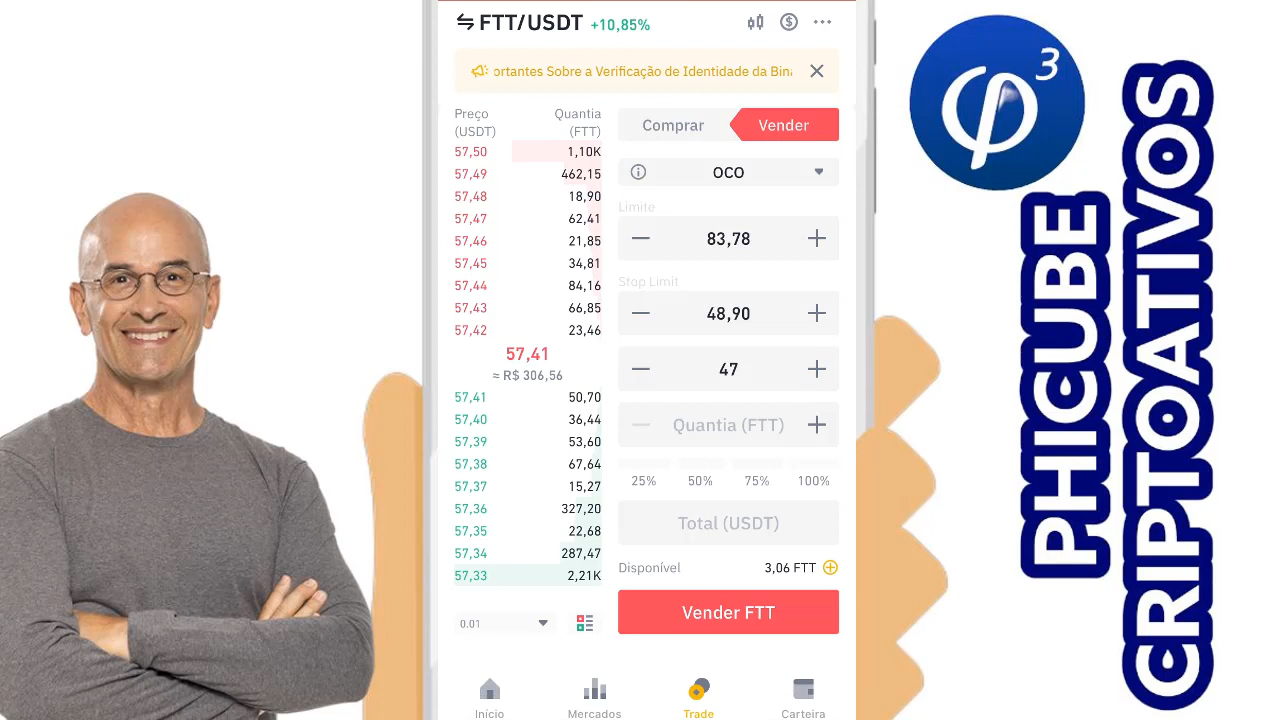 FTT/USDT +10,85%
ortantes Sobre a Verificação de Identidade da Bina
Preço (USDT)
Quantia (FTT)
57,50 1,10K
57,49 462,15
57,48 18,90
57,47 62,41
57,46 21,85
57,45 34,81
57,44 84,16
57,43 66,85
57,42 23,46
57,41
≈ R$ 306,56
57,41 50,70
57,40 36,44
57,39 53,60
57,38 67,64
57,37 15,27
57,36 327,20
57,35 22,68
57,34 287,47
57,33 2,21K
0.01
Comprar Vender
OCO
Limite
83,78
Stop Limit
48,90
47
Quantia (FTT)
25% 50% 75% 100%
Total (USDT)
Disponível 3,06 FTT
Vender FTT
Início Mercados Trade Carteira
φ3
PHICUBE
CRIPTOATIVOS